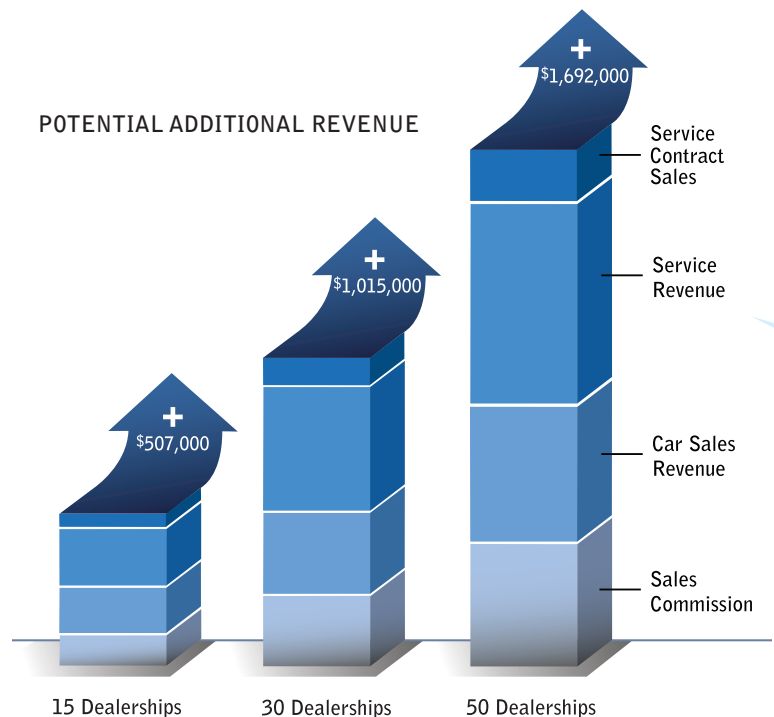 POTENTIAL ADDITIONAL REVENUE
+
$1,692,000
Service
Contract
Sales
+
$1,015,000
Service
Revenue
+
$507,000
Car Sales
Revenue
Sales
Commission
15 Dealerships
30 Dealerships
50 Dealerships